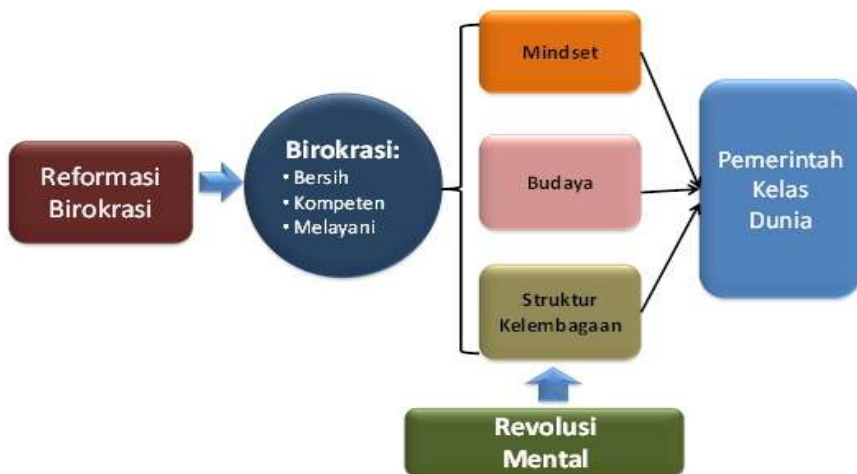 Reformasi
Birokrasi
Birokrasi:
• Bersih
• Kompeten
• Melayani
Mindset
Budaya
Struktur
Kelembagaan
Pemerintah
Kelas
Dunia
Revolusi
Mental